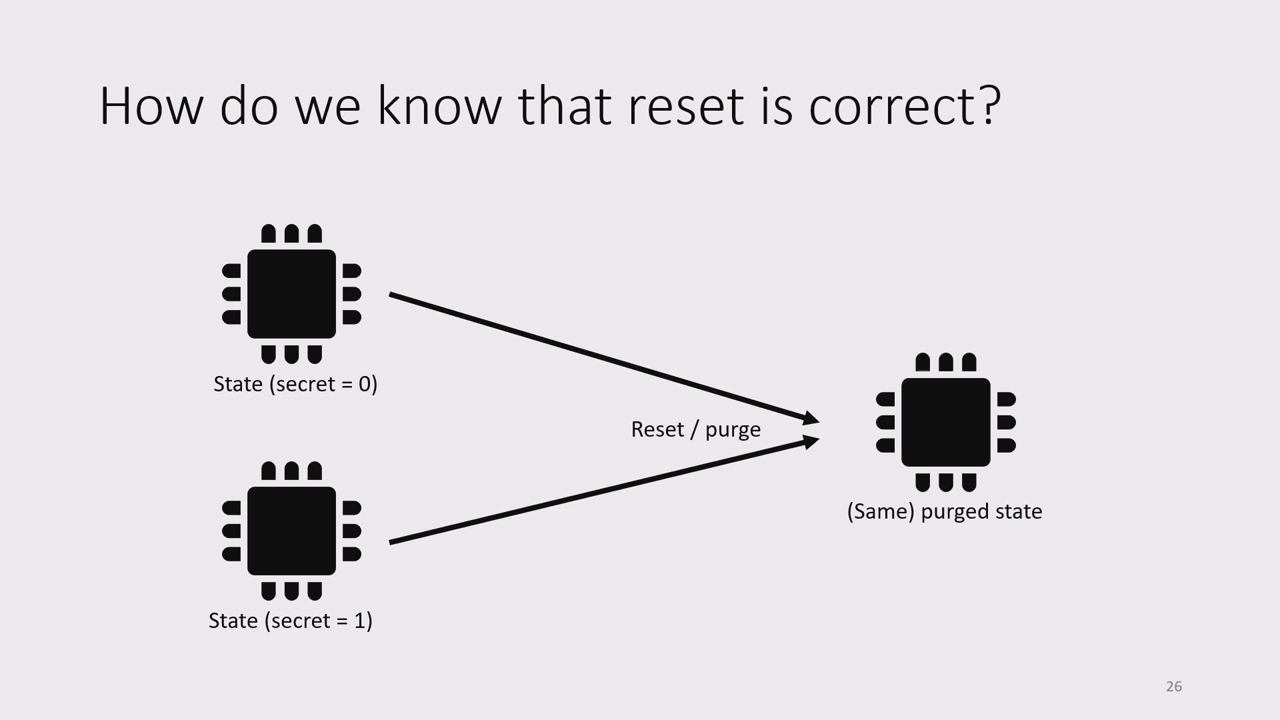 How do we know that reset is correct?
State (secret = 0)
Reset / purge
(Same) purged state
State (secret = 1)
26